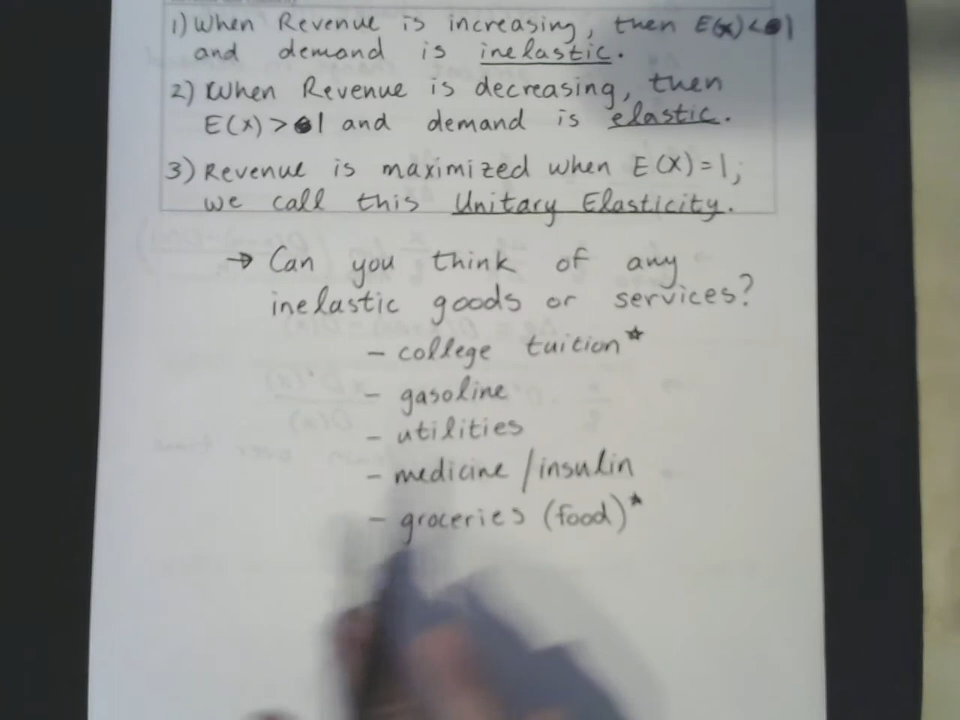 1) When Revenue is increasing, then E(x) < 1
and demand is inelastic.
2) When Revenue is decreasing, then
E(x) > 1 and demand is elastic.
3) Revenue is maximized when E(x) = 1;
we call this Unitary Elasticity.
→ Can you think of any
inelastic goods or services?
- college tuition*
- gasoline
- utilities
- medicine / insulin
- groceries (food)*